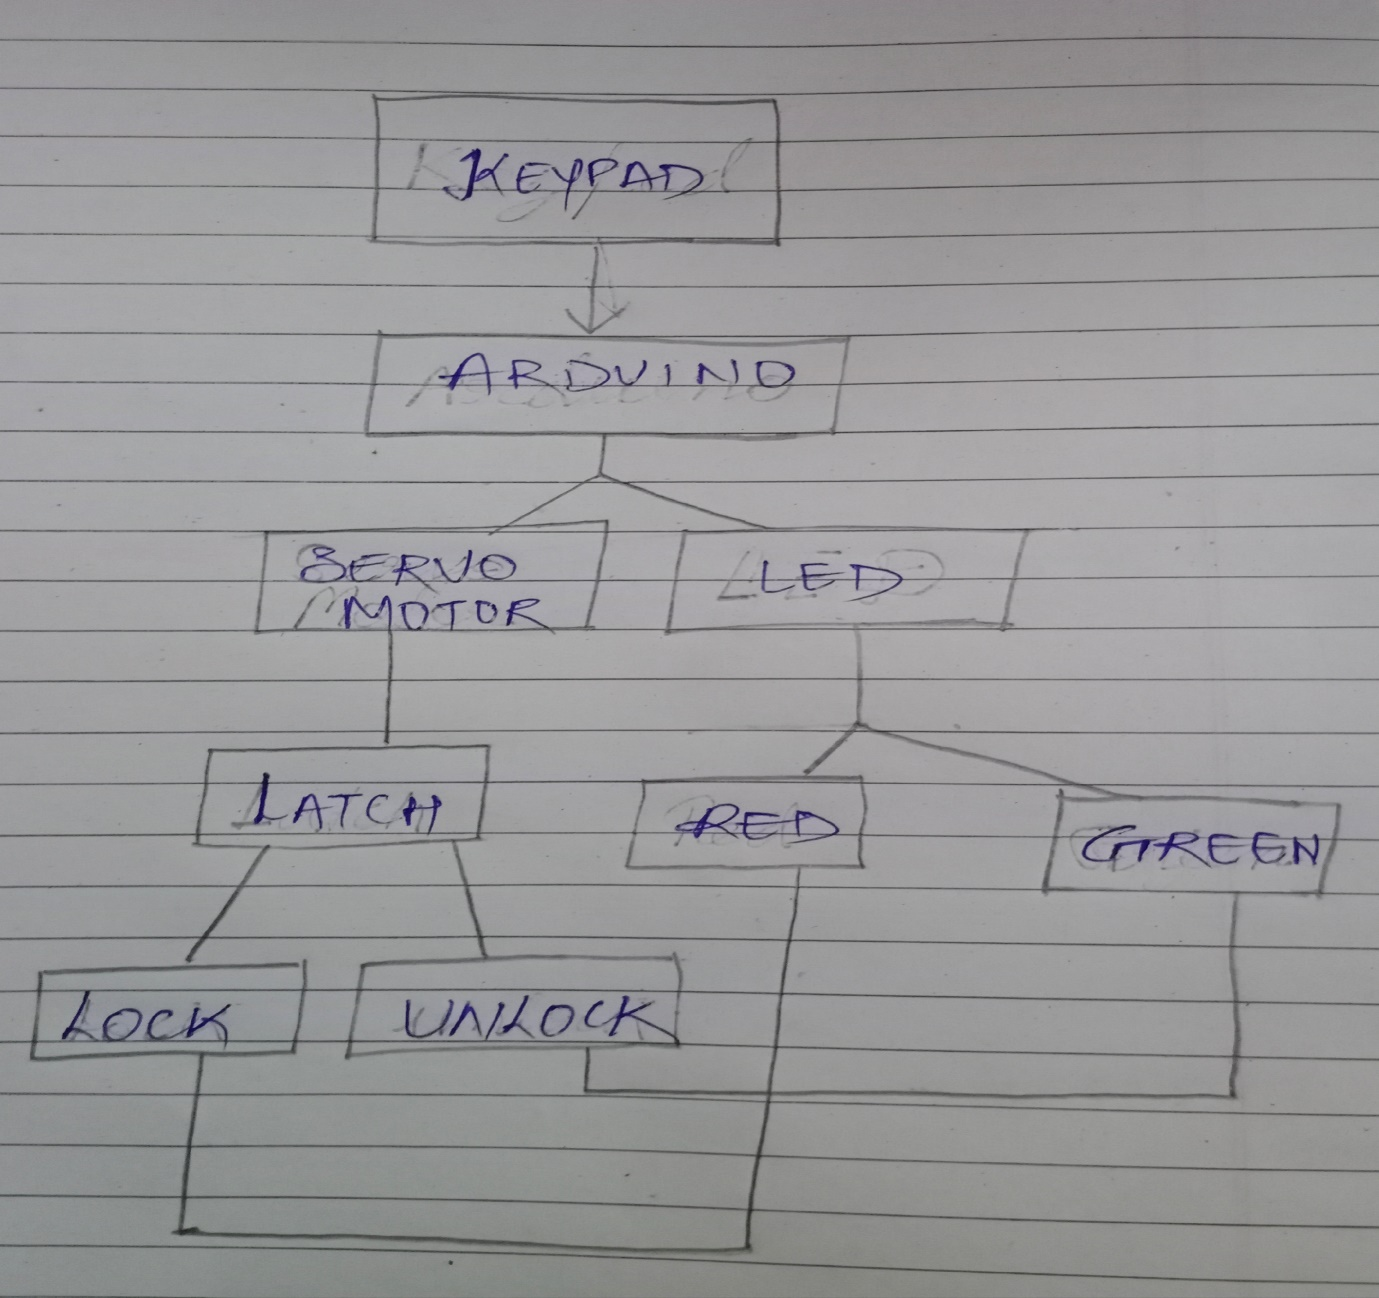 KEYPAD
ARDUINO
SERVO
MOTOR
LED
LATCH
RED
GREEN
LOCK
UNLOCK